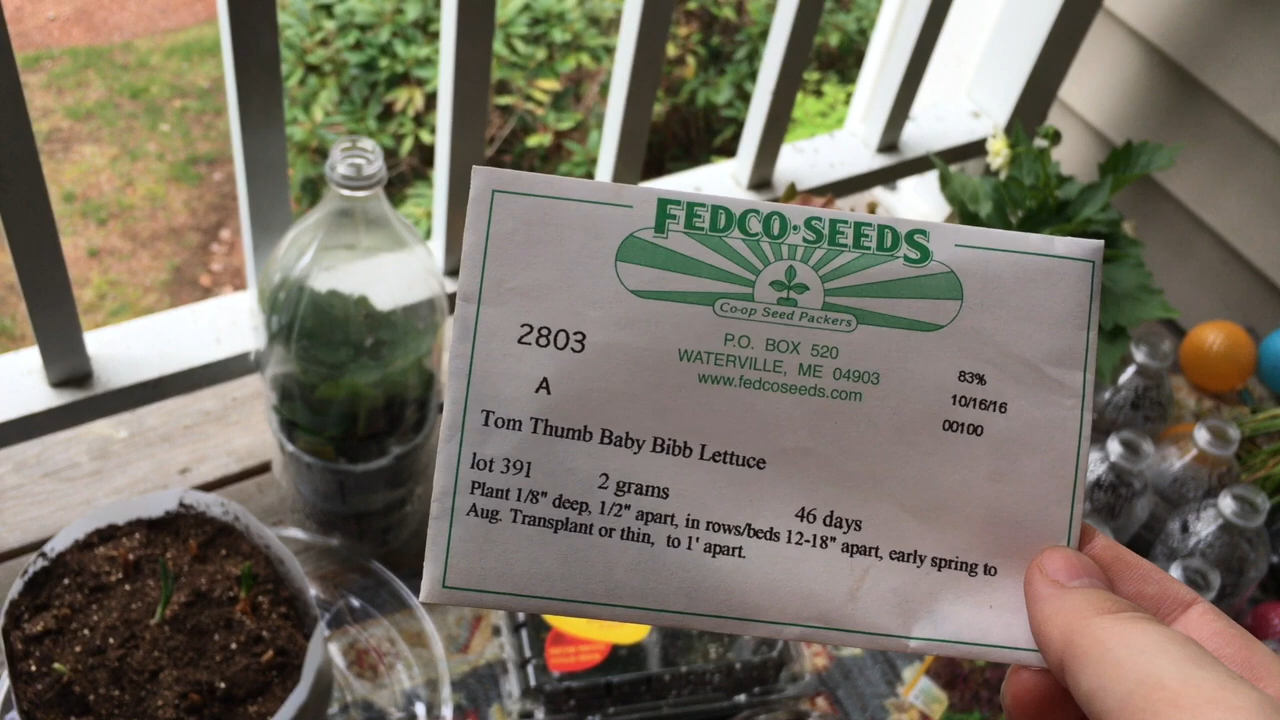 FEDCO·SEEDS
Co-op Seed Packers
P.O. BOX 520
WATERVILLE, ME 04903
www.fedcoseeds.com
2803
A
83%
10/16/16
00100
Tom Thumb Baby Bibb Lettuce
lot 391 2 grams 46 days
Plant 1/8" deep, 1/2" apart, in rows/beds 12-18" apart, early spring to
Aug. Transplant or thin, to 1' apart.